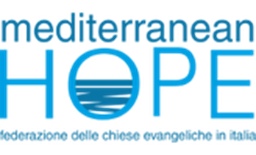 mediterranean
HOPE
federazione delle chiese evangeliche in italia